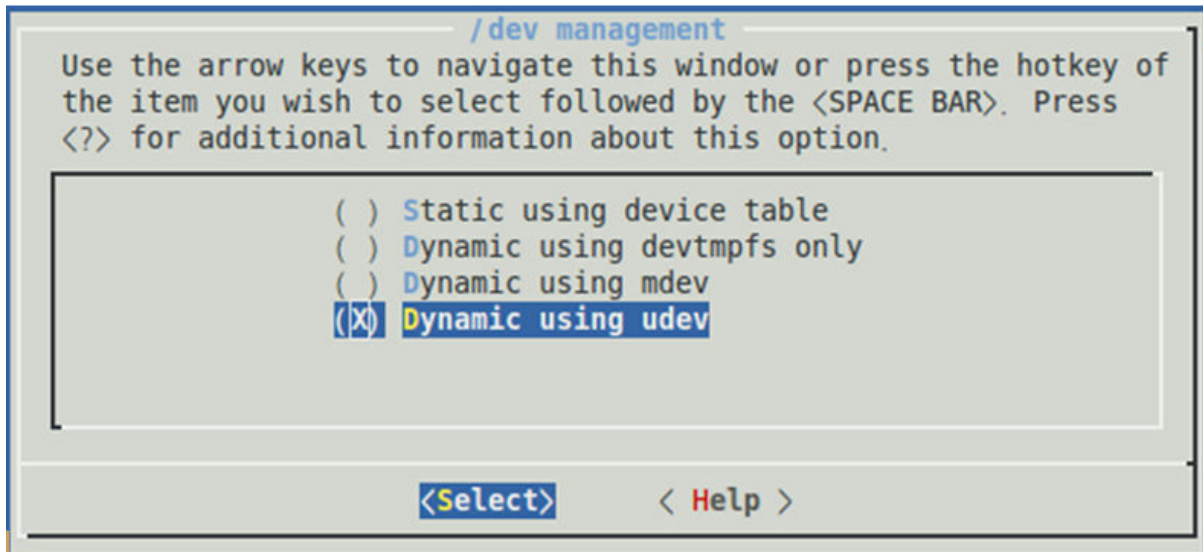 /dev management
Use the arrow keys to navigate this window or press the hotkey of
the item you wish to select followed by the <SPACE BAR>. Press
<?> for additional information about this option.
( ) Static using device table
( ) Dynamic using devtmpfs only
( ) Dynamic using mdev
(X) Dynamic using udev
<Select> < Help >